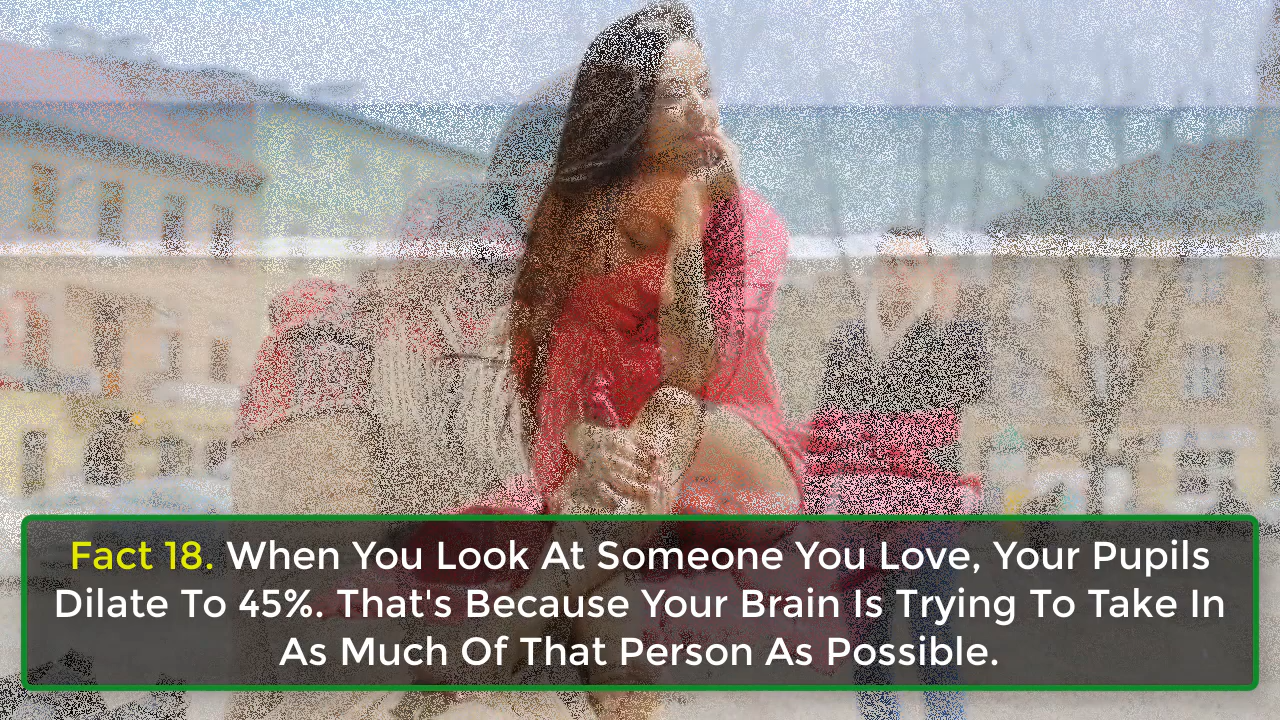 Fact 18. When You Look At Someone You Love, Your Pupils
Dilate To 45%. That's Because Your Brain Is Trying To Take In
As Much Of That Person As Possible.